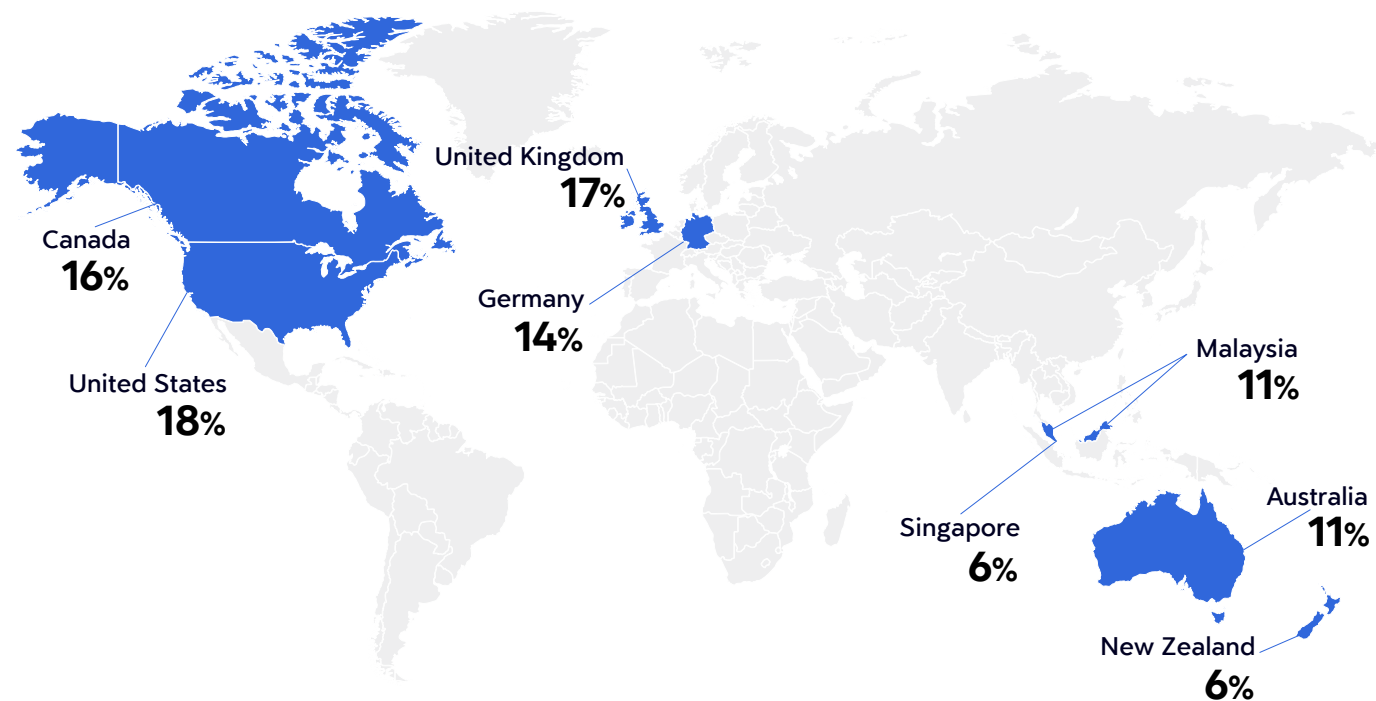 United Kingdom
17%
Canada
16%
Germany
14%
United States
18%
Malaysia
11%
Singapore
6%
Australia
11%
New Zealand
6%